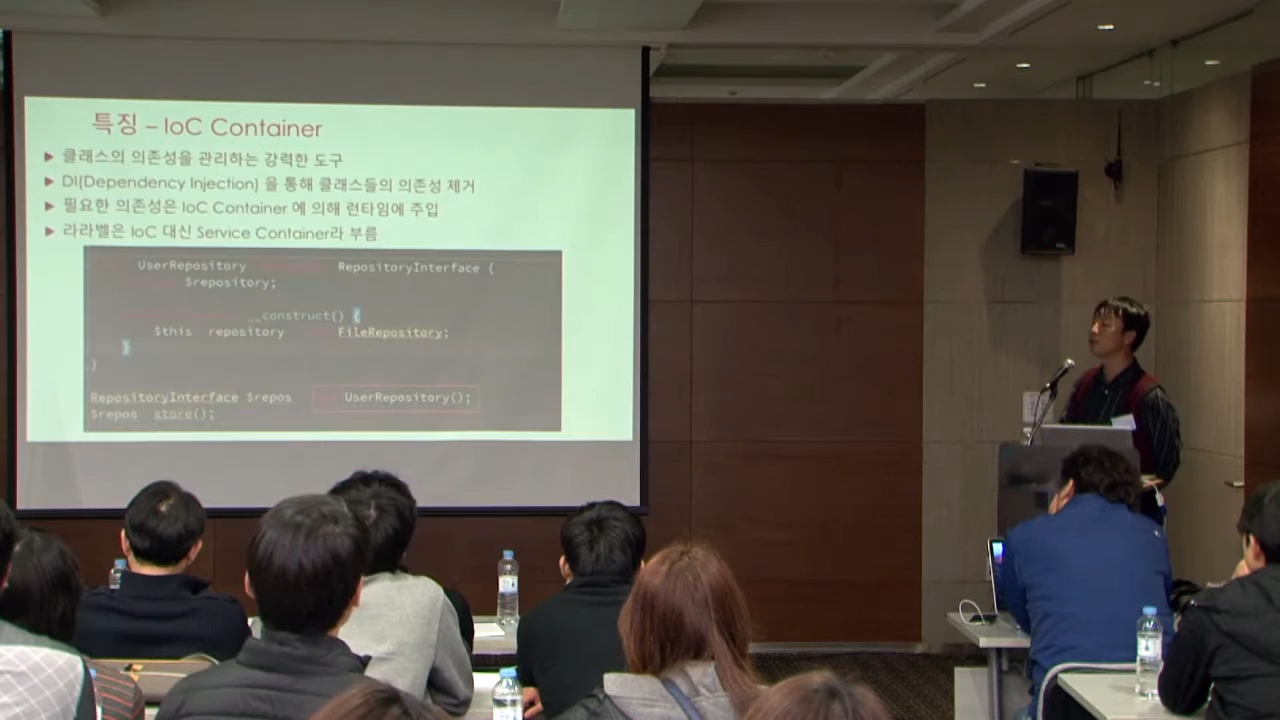 특징 – IoC Container
클래스의 의존성을 관리하는 강력한 도구
DI(Dependency Injection) 을 통해 클래스들의 의존성 제거
필요한 의존성은 IoC Container 에 의해 런타임에 주입
라라벨은 IoC 대신 Service Container라 부름
UserRepository RepositoryInterface {
$repository;
__construct() {
$this repository FileRepository;
}
}
RepositoryInterface $repos UserRepository();
$repos store();